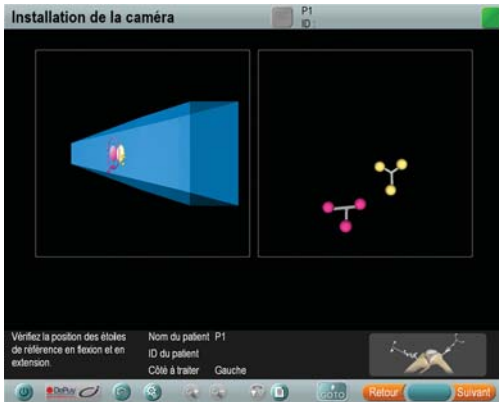 Installation de la caméra
P1
ID :
Vérifiez la position des étoiles
de référence en flexion et en
extension.
Nom du patient P1
ID du patient
Côté à traiter Gauche
DePuy
GOTO
Retour
Suivant